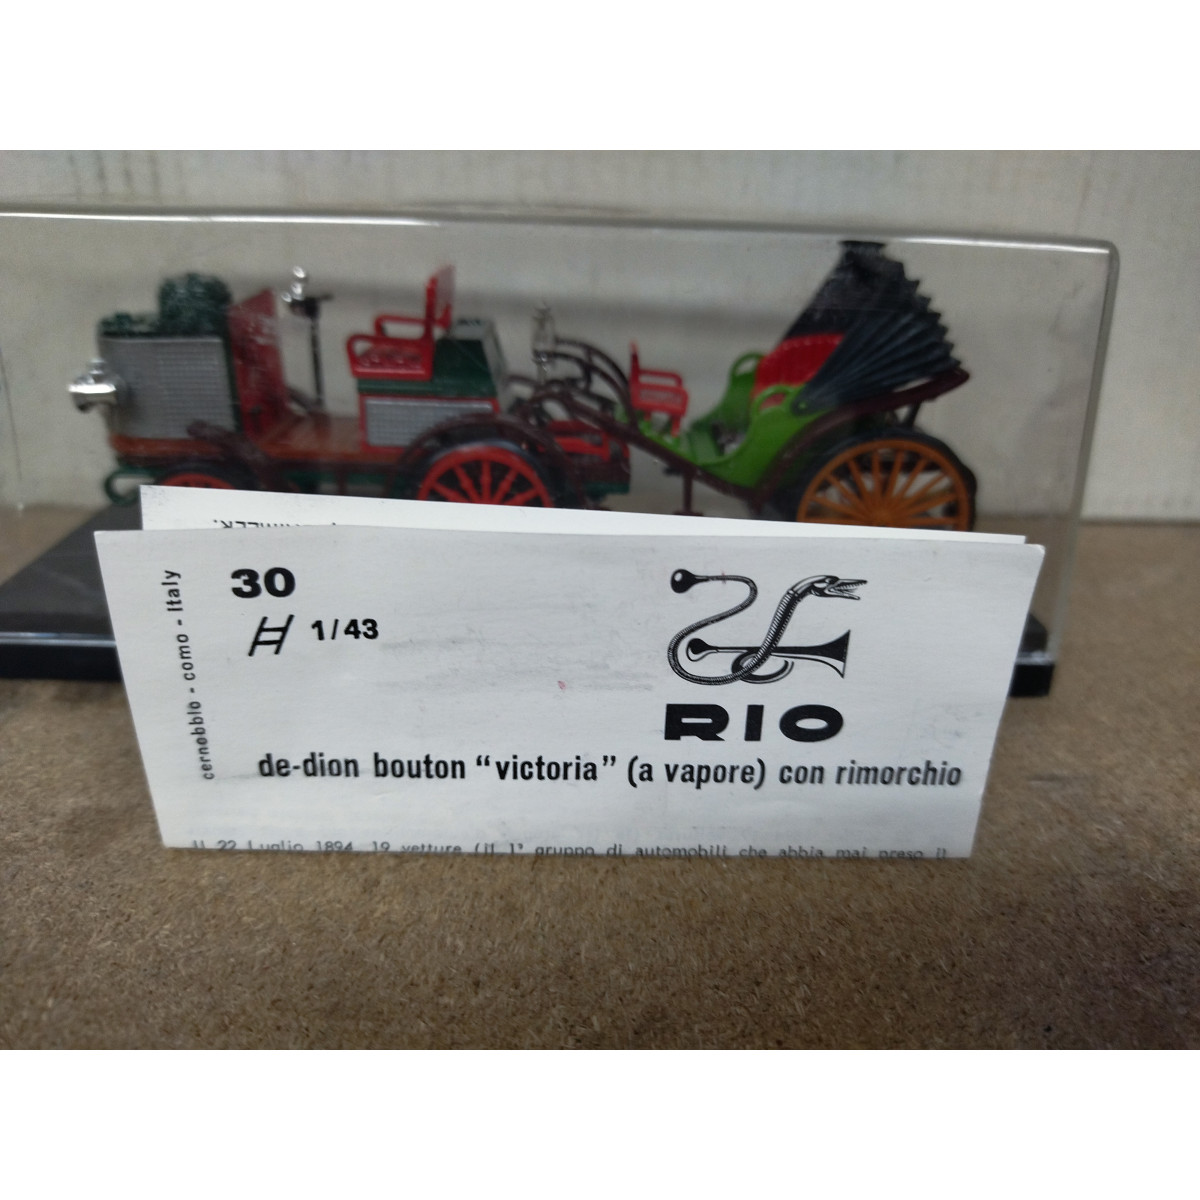 30
1/43
cernobbio - como - Italy
RIO
de-dion bouton “victoria” (a vapore) con rimorchio
Il 22 Luglio 1894, 19 vetture (il 1° gruppo di automobili che abbia mai preso il